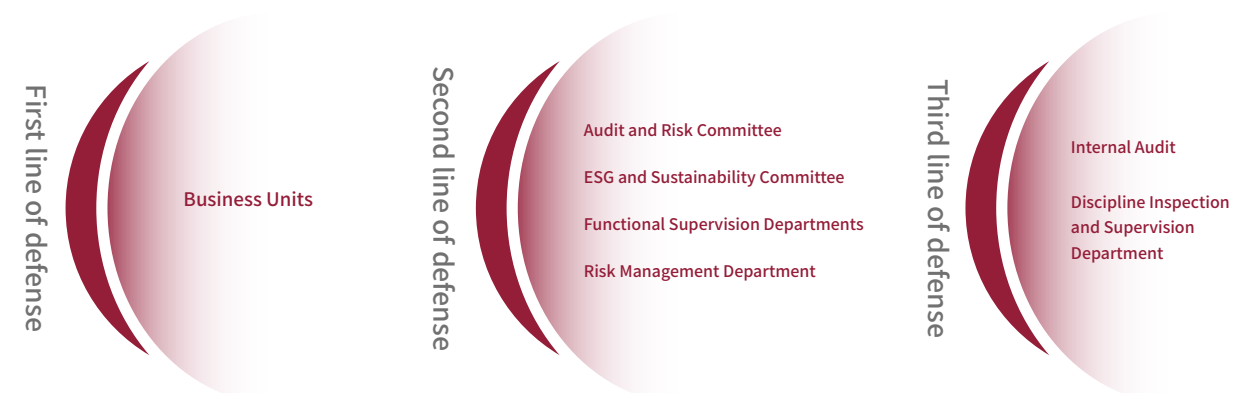 First line of defense
Business Units
Second line of defense
Audit and Risk Committee
ESG and Sustainability Committee
Functional Supervision Departments
Risk Management Department
Third line of defense
Internal Audit
Discipline Inspection
and Supervision
Department